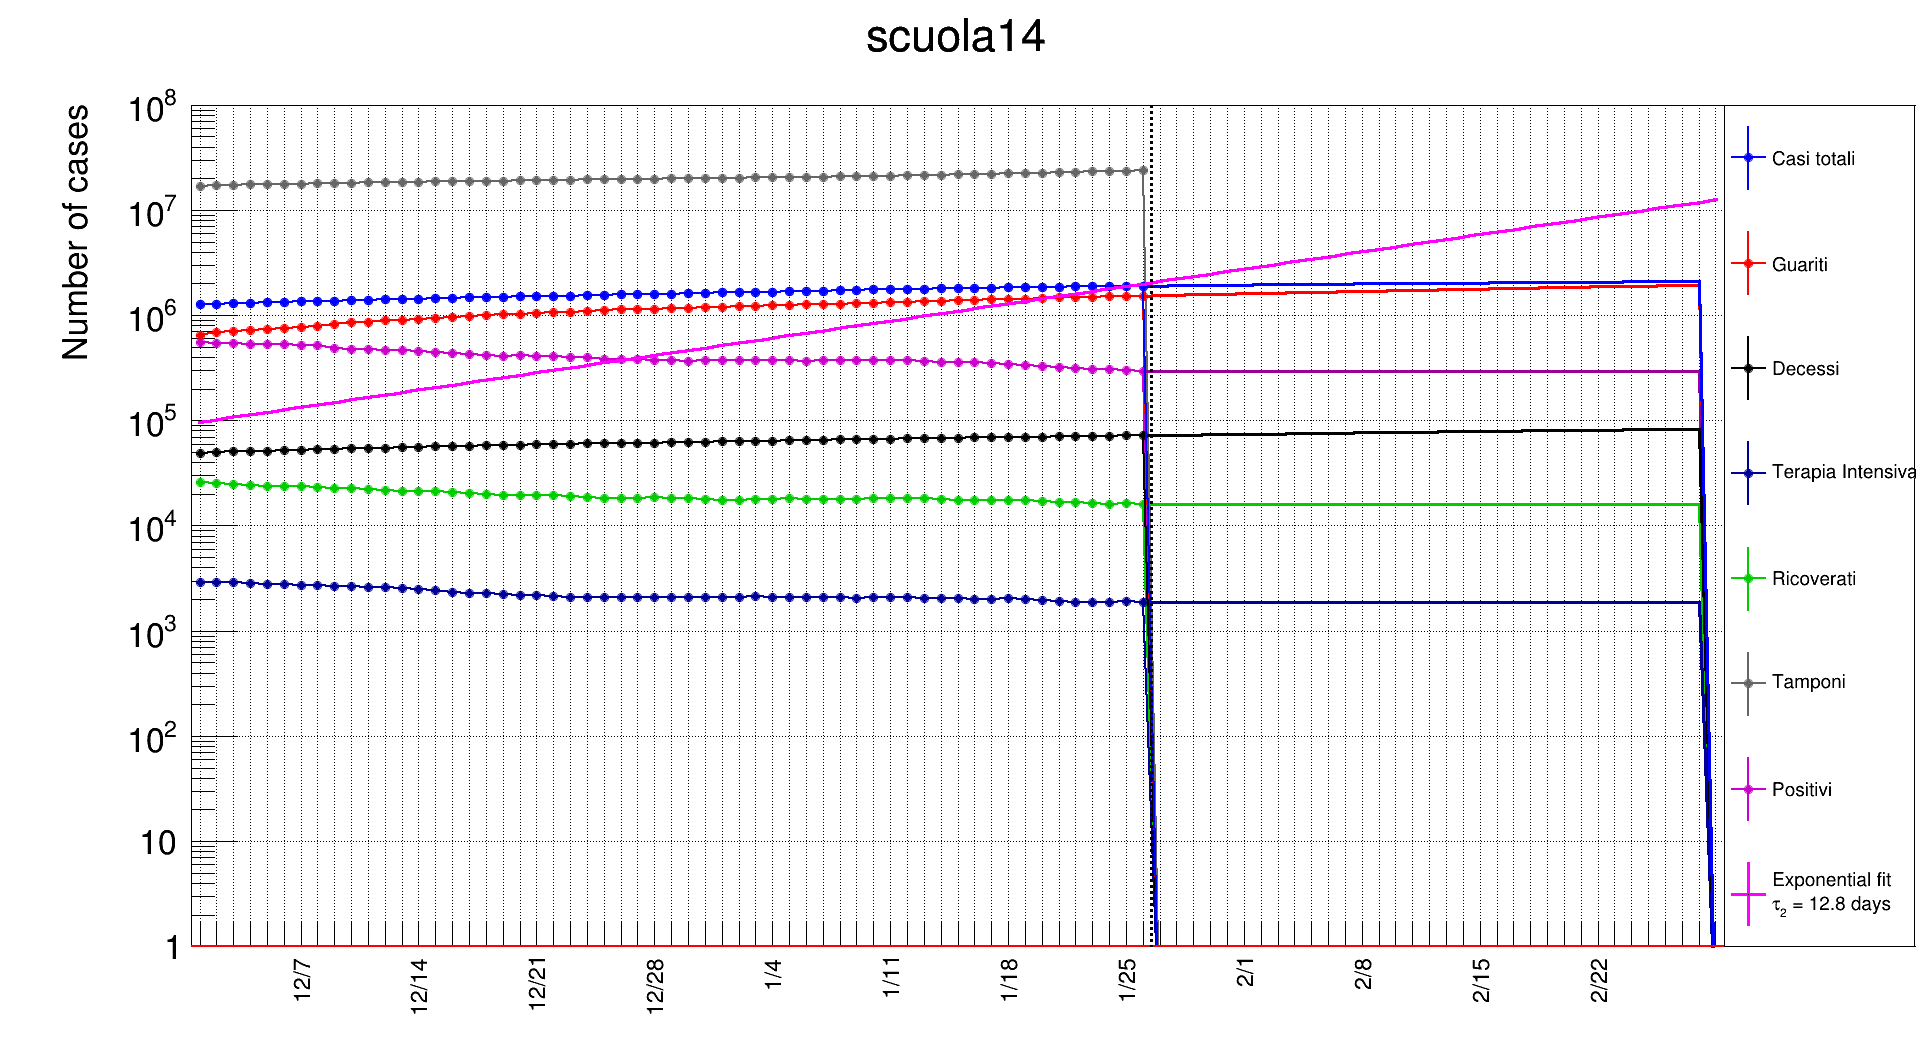 scuola14
Number of cases
10^8
10^7
10^6
10^5
10^4
10^3
10^2
10
1
12/7
12/14
12/21
12/28
1/4
1/11
1/18
1/25
2/1
2/8
2/15
2/22
Casi totali
Guariti
Decessi
Terapia Intensiva
Ricoverati
Tamponi
Positivi
Exponential fit
τ_2 = 12.8 days